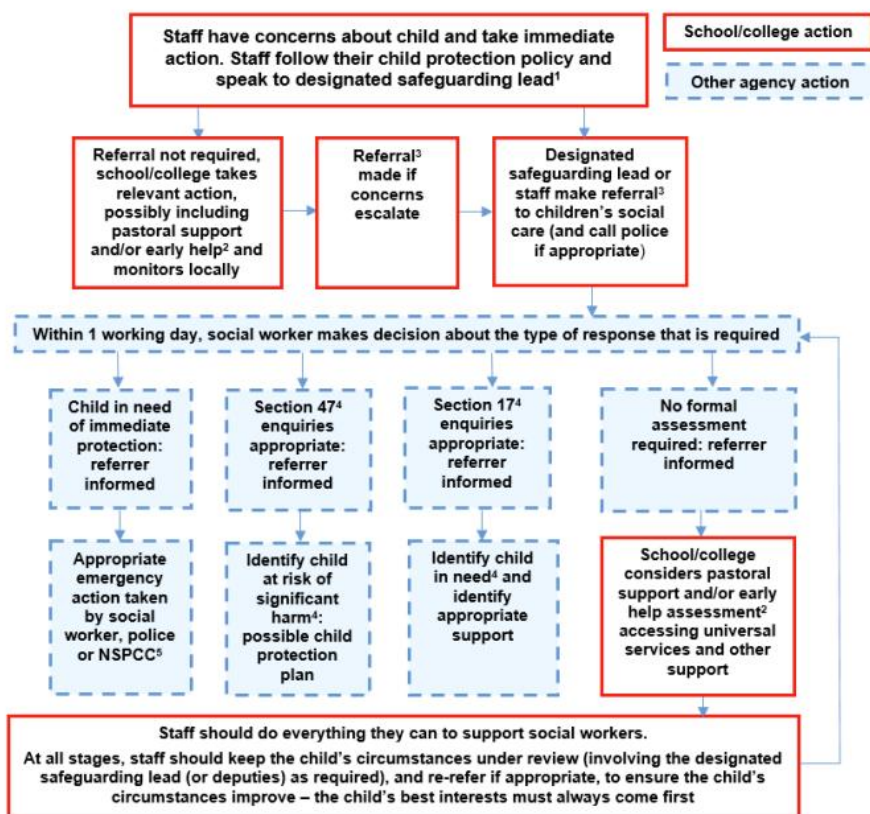 Staff have concerns about child and take immediate
action. Staff follow their child protection policy and
speak to designated safeguarding lead¹
School/college action
Other agency action
Referral not required,
school/college takes
relevant action,
possibly including
pastoral support
and/or early help² and
monitors locally
Referral³
made if
concerns
escalate
Designated
safeguarding lead or
staff make referral³
to children's social
care (and call police
if appropriate)
Within 1 working day, social worker makes decision about the type of response that is required
Child in need
of immediate
protection:
referrer
informed
Section 47⁴
enquiries
appropriate:
referrer
informed
Section 17⁴
enquiries
appropriate:
referrer
informed
No formal
assessment
required: referrer
informed
Appropriate
emergency
action taken
by social
worker, police
or NSPCC⁵
Identify child
at risk of
significant
harm⁴:
possible child
protection
plan
Identify child
in need⁴ and
identify
appropriate
support
School/college
considers pastoral
support and/or early
help assessment²
accessing universal
services and other
support
Staff should do everything they can to support social workers.
At all stages, staff should keep the child's circumstances under review (involving the designated
safeguarding lead (or deputies) as required), and re-refer if appropriate, to ensure the child's
circumstances improve – the child's best interests must always come first